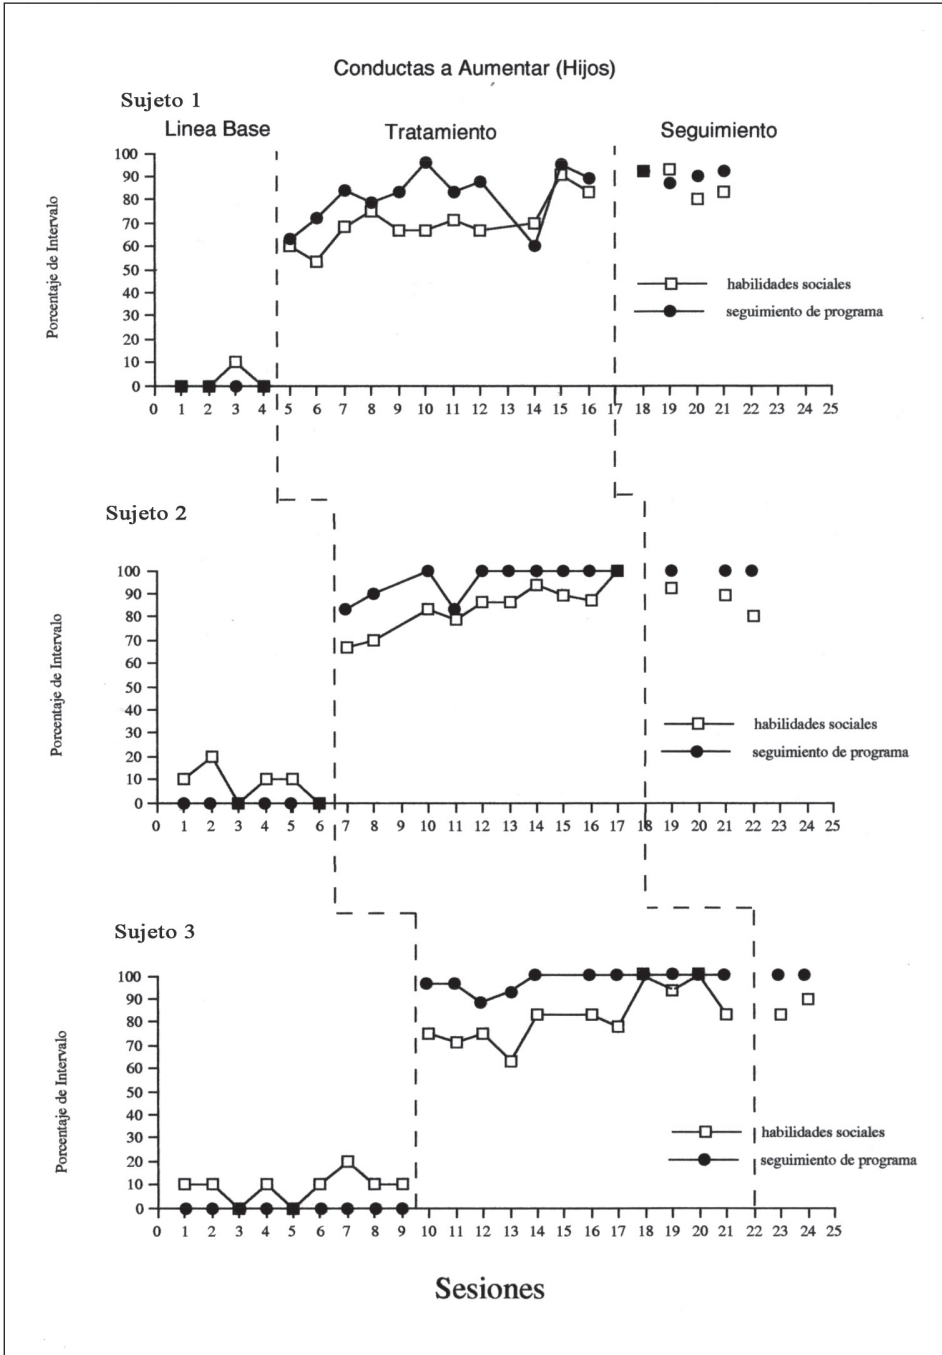 Conductas a Aumentar (Hijos)
Sujeto 1
Linea Base Tratamiento Seguimiento
Porcentaje de Intervalo
100
90
80
70
60
50
40
30
20
10
0
habilidades sociales
seguimiento de programa
0 1 2 3 4 5 6 7 8 9 10 11 12 13 14 15 16 17 18 19 20 21 22 23 24 25
Sujeto 2
Porcentaje de Intervalo
100
90
80
70
60
50
40
30
20
10
0
habilidades sociales
seguimiento de programa
0 1 2 3 4 5 6 7 8 9 10 11 12 13 14 15 16 17 18 19 20 21 22 23 24 25
Sujeto 3
Porcentaje de Intervalo
100
90
80
70
60
50
40
30
20
10
0
habilidades sociales
seguimiento de programa
0 1 2 3 4 5 6 7 8 9 10 11 12 13 14 15 16 17 18 19 20 21 22 23 24 25
Sesiones